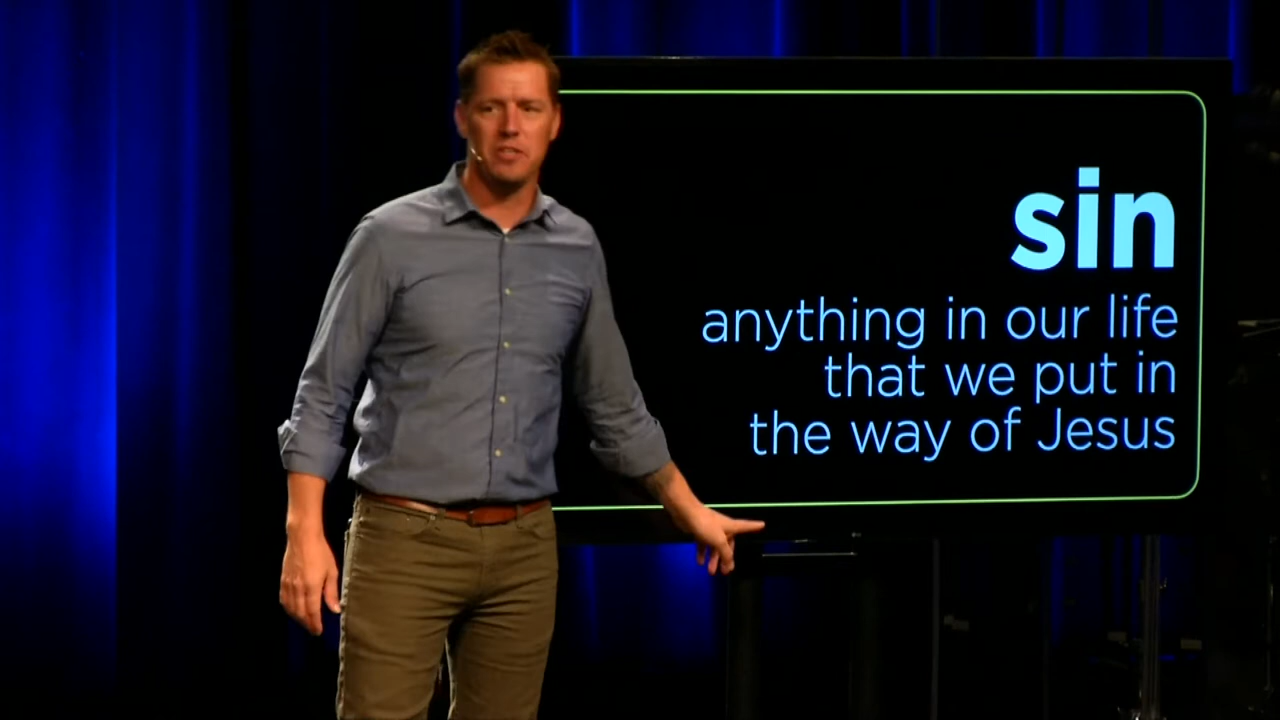 sin
anything in our life
that we put in
the way of Jesus